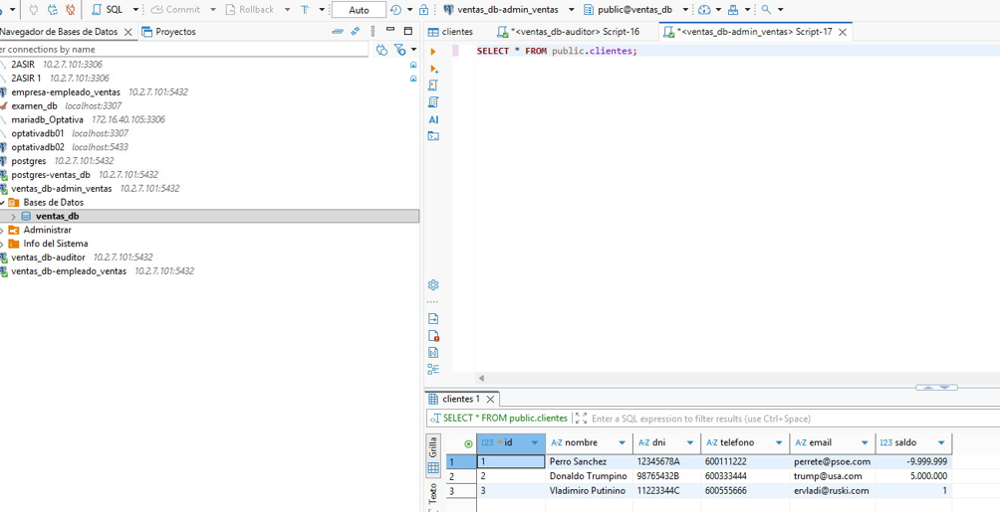 SQL Commit Rollback T Auto ventas_db-admin_ventas public@ventas_db
Navegador de Bases de Datos Proyectos
er connections by name
2ASIR 10.2.7.101:3306
2ASIR 1 10.2.7.101:3306
empresa-empleado_ventas 10.2.7.101:5432
examen_db localhost:3307
mariadb_Optativa 172.16.40.105:3306
optativadb01 localhost:3307
optativadb02 localhost:5433
postgres 10.2.7.101:5432
postgres-ventas_db 10.2.7.101:5432
ventas_db-admin_ventas 10.2.7.101:5432
Bases de Datos
ventas_db
Administrar
Info del Sistema
ventas_db-auditor 10.2.7.101:5432
ventas_db-empleado_ventas 10.2.7.101:5432
clientes *<ventas_db-auditor> Script-16 *<ventas_db-admin_ventas> Script-17
SELECT * FROM public.clientes;
AI
clientes 1
SELECT * FROM public.clientes Enter a SQL expression to filter results (use Ctrl+Space)
Grilla
Texto
123 id A-Z nombre A-Z dni A-Z telefono A-Z email 123 saldo
1 1 Perro Sanchez 12345678A 600111222 perrete@psoe.com -9.999.999
2 2 Donaldo Trumpino 98765432B 600333444 trump@usa.com 5.000.000
3 3 Vladimiro Putinino 11223344C 600555666 ervladi@ruski.com 1